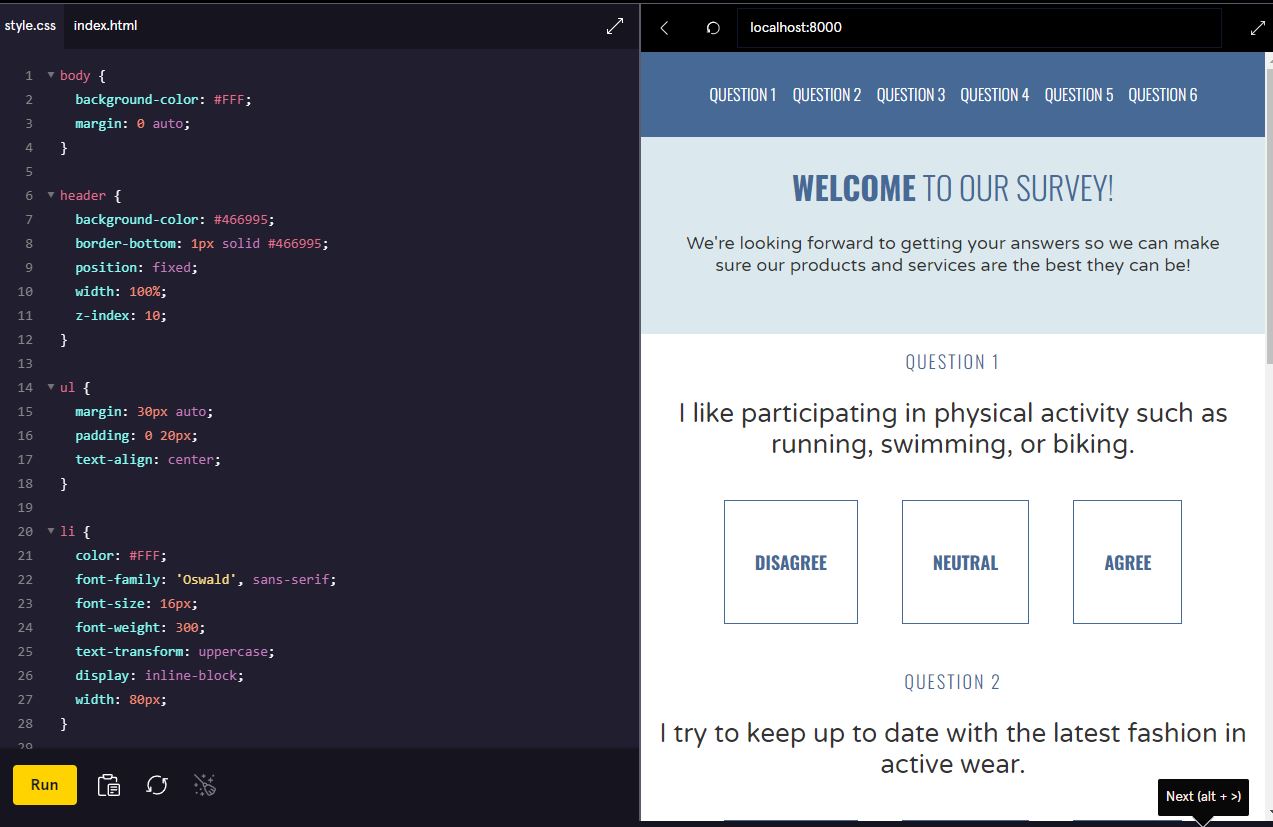 style.css index.html
1 body {
2 background-color: #FFF;
3 margin: 0 auto;
4 }
5
6 header {
7 background-color: #466995;
8 border-bottom: 1px solid #466995;
9 position: fixed;
10 width: 100%;
11 z-index: 10;
12 }
13
14 ul {
15 margin: 30px auto;
16 padding: 0 20px;
17 text-align: center;
18 }
19
20 li {
21 color: #FFF;
22 font-family: 'Oswald', sans-serif;
23 font-size: 16px;
24 font-weight: 300;
25 text-transform: uppercase;
26 display: inline-block;
27 width: 80px;
28 }
29
Run
localhost:8000
QUESTION 1 QUESTION 2 QUESTION 3 QUESTION 4 QUESTION 5 QUESTION 6
WELCOME TO OUR SURVEY!
We're looking forward to getting your answers so we can make
sure our products and services are the best they can be!
QUESTION 1
I like participating in physical activity such as
running, swimming, or biking.
DISAGREE NEUTRAL AGREE
QUESTION 2
I try to keep up to date with the latest fashion in
active wear.
Next (alt + >)